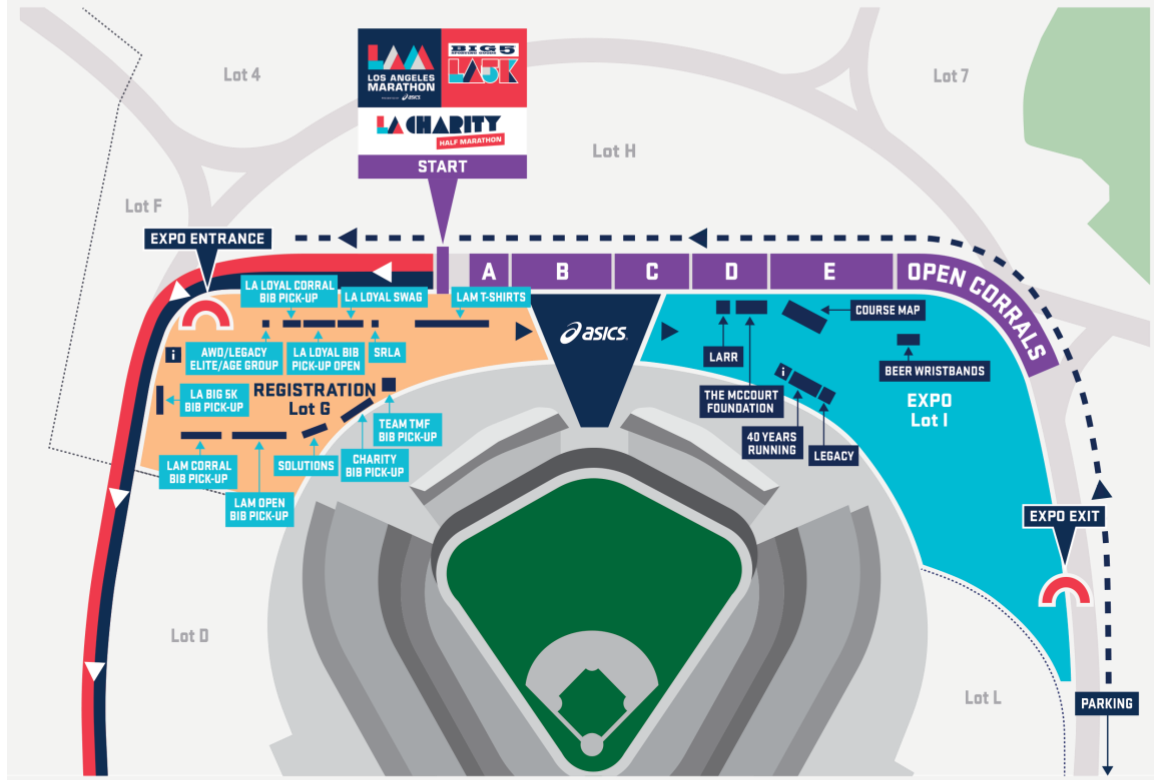 LOS ANGELES
MARATHON
asics
BIG 5
SPORTING GOODS
LA5K
LA CHARITY
HALF MARATHON
START
Lot 4
Lot 7
Lot H
Lot F
EXPO ENTRANCE
A
B
C
D
E
OPEN CORRALS
LA LOYAL CORRAL
BIB PICK-UP
LA LOYAL SWAG
LAM T-SHIRTS
asics
COURSE MAP
i
AWD/LEGACY
ELITE/AGE GROUP
LA LOYAL BIB
PICK-UP OPEN
SRLA
LARR
BEER WRISTBANDS
LA BIG 5K
BIB PICK-UP
REGISTRATION
Lot G
i
THE MCCOURT
FOUNDATION
EXPO
Lot I
TEAM TMF
BIB PICK-UP
40 YEARS
RUNNING
LEGACY
LAM CORRAL
BIB PICK-UP
SOLUTIONS
CHARITY
BIB PICK-UP
LAM OPEN
BIB PICK-UP
EXPO EXIT
Lot D
Lot L
PARKING